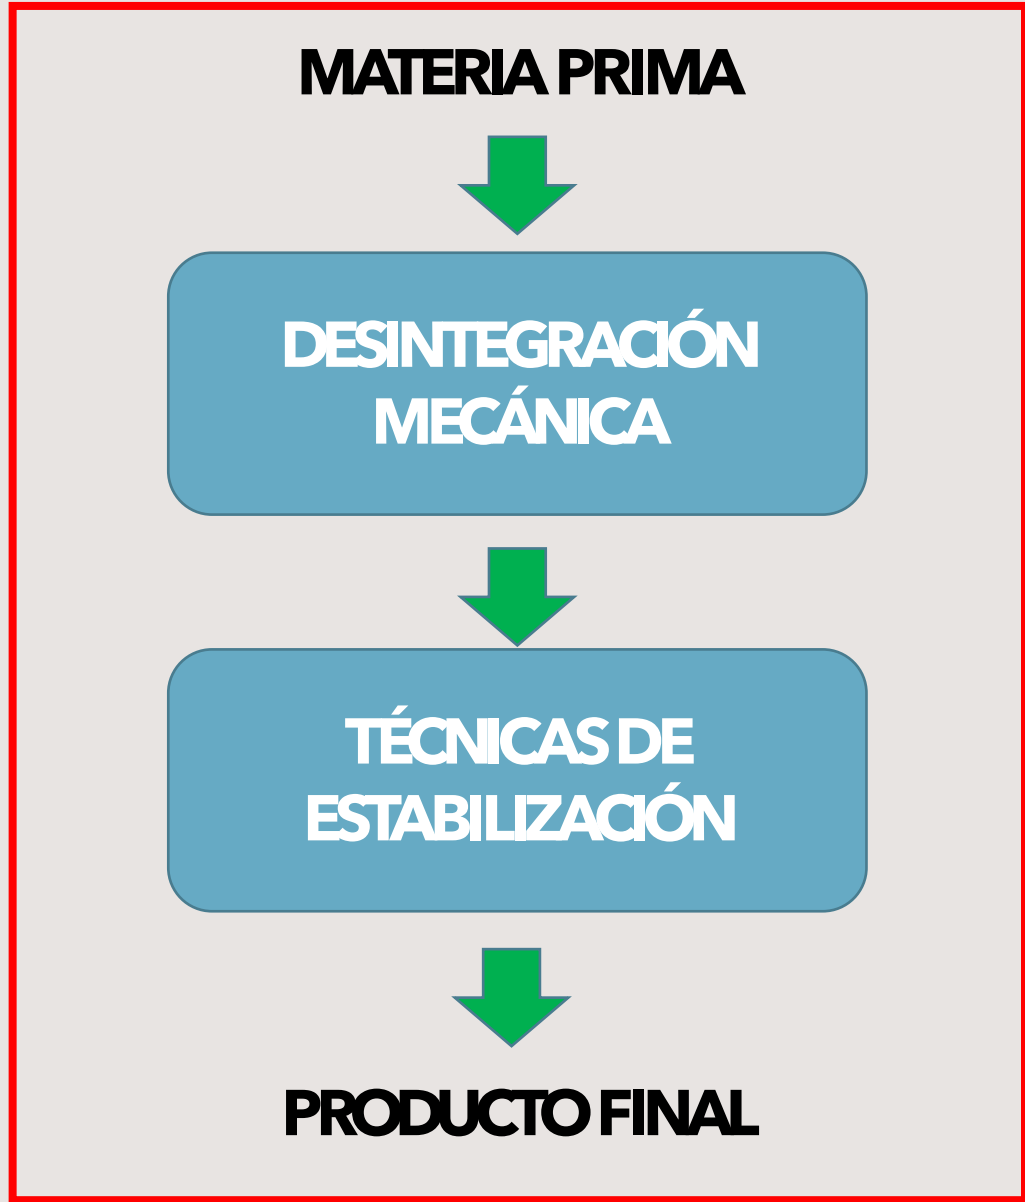 MATERIA PRIMA
DESINTEGRACIÓN
MECÁNICA
TÉCNICAS DE
ESTABILIZACIÓN
PRODUCTO FINAL